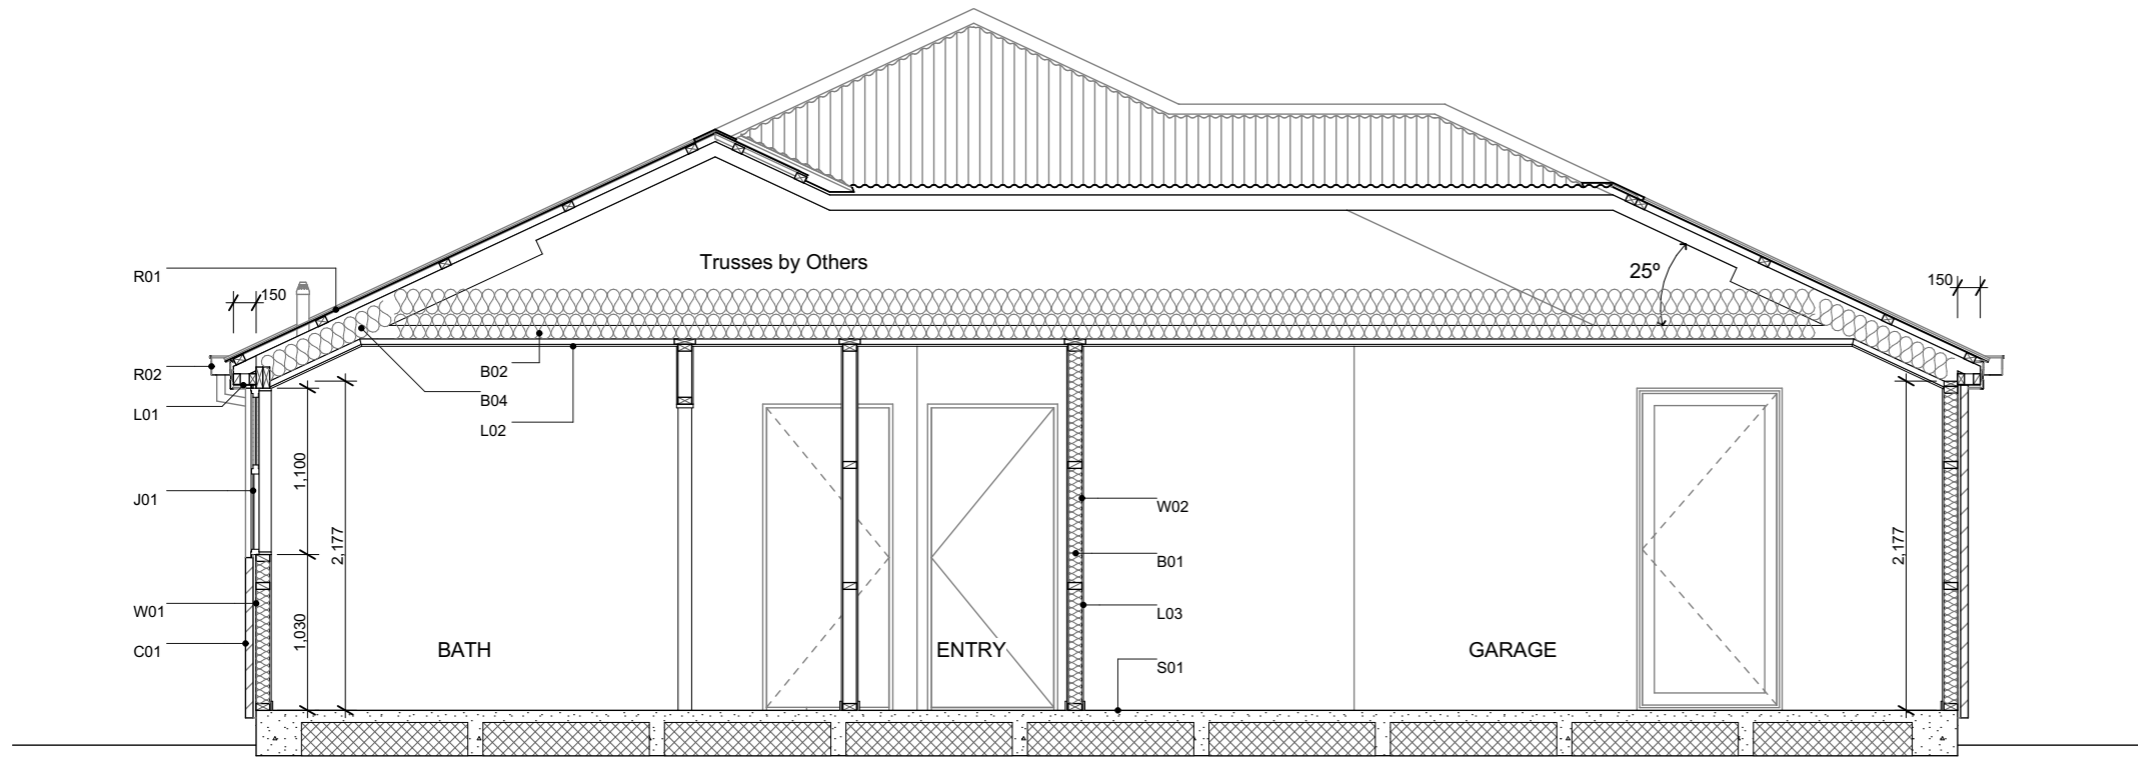 Trusses by Others
25º
R01
150
150
R02
L01
B02
B04
L02
J01
1,100
2,177
W02
2,177
B01
W01
L03
1,030
C01
BATH
ENTRY
GARAGE
S01